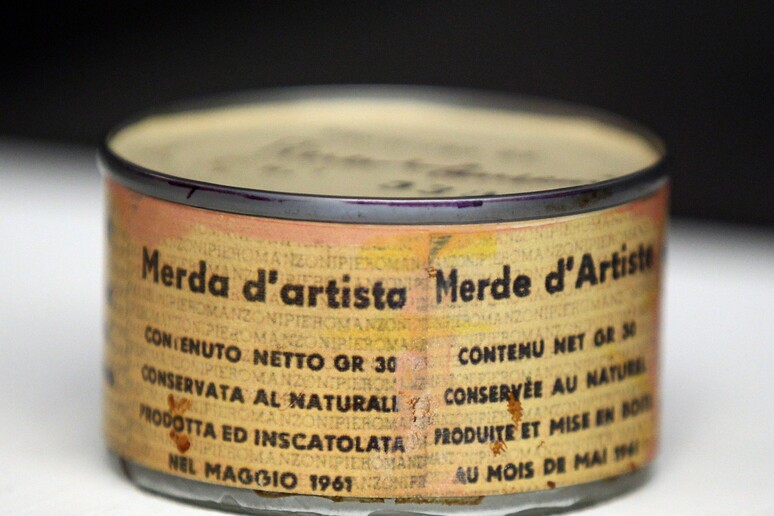 Merda d'artista
CONTENUTO NETTO GR 30
CONSERVATA AL NATURALE
PRODOTTA ED INSCATOLATA
NEL MAGGIO 1961
Merde d'Artiste
CONTENU NET GR 30
CONSERVÉE AU NATUREL
PRODUITE ET MISE EN BOITE
AU MOIS DE MAI 1961